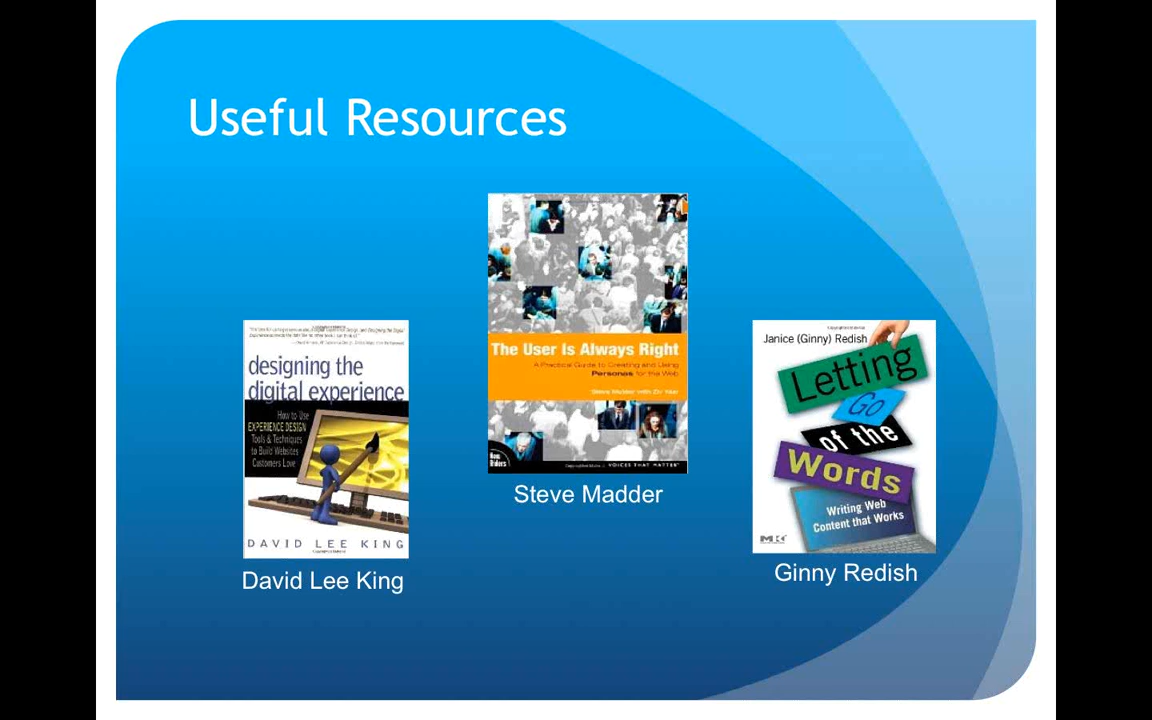 Useful Resources
designing the
digital experience
How to Use
EXPERIENCE DESIGN
Tools & Techniques
to Build Websites
Customers Love
DAVID LEE KING
David Lee King
The User Is Always Right
A Practical Guide to Creating and Using
Personas for the Web
Steve Mulder with Ziv Yaar
New
Riders
VOICES THAT MATTER™
Steve Madder
Janice (Ginny) Redish
Letting
Go
of the
Words
Writing Web
Content that Works
Ginny Redish